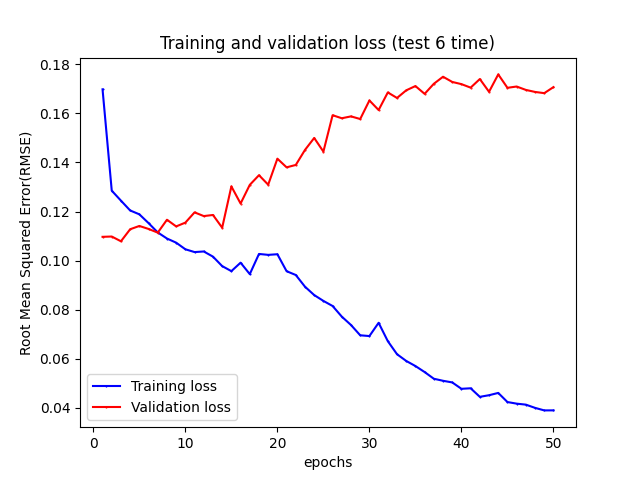 Training and validation loss (test 6 time)
Root Mean Squared Error(RMSE)
0.18
0.16
0.14
0.12
0.10
0.08
0.06
0.04
Training loss
Validation loss
0 10 20 30 40 50
epochs